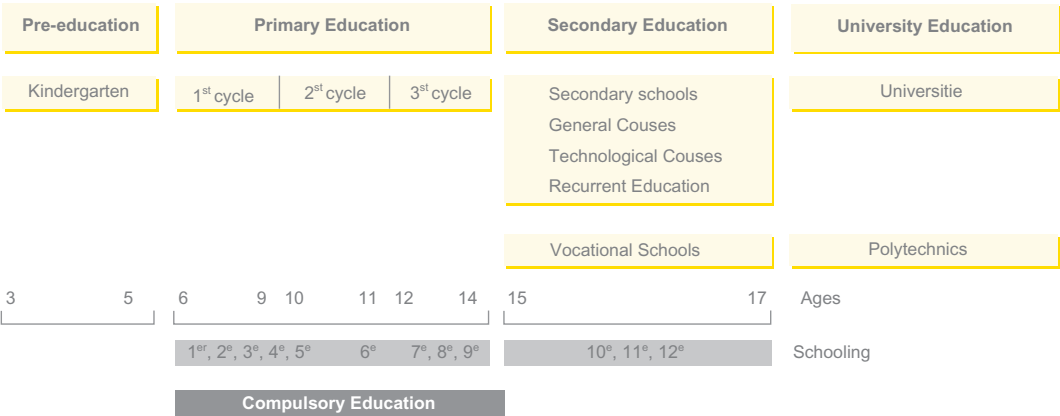 Pre-education Primary Education Secondary Education University Education
Kindergarten 1st cycle 2st cycle 3st cycle Secondary schools Universitie
General Couses
Technological Couses
Recurrent Education
Vocational Schools Polytechnics
3 5 6 9 10 11 12 14 15 17 Ages
1er, 2e, 3e, 4e, 5e 6e 7e, 8e, 9e 10e, 11e, 12e Schooling
Compulsory Education